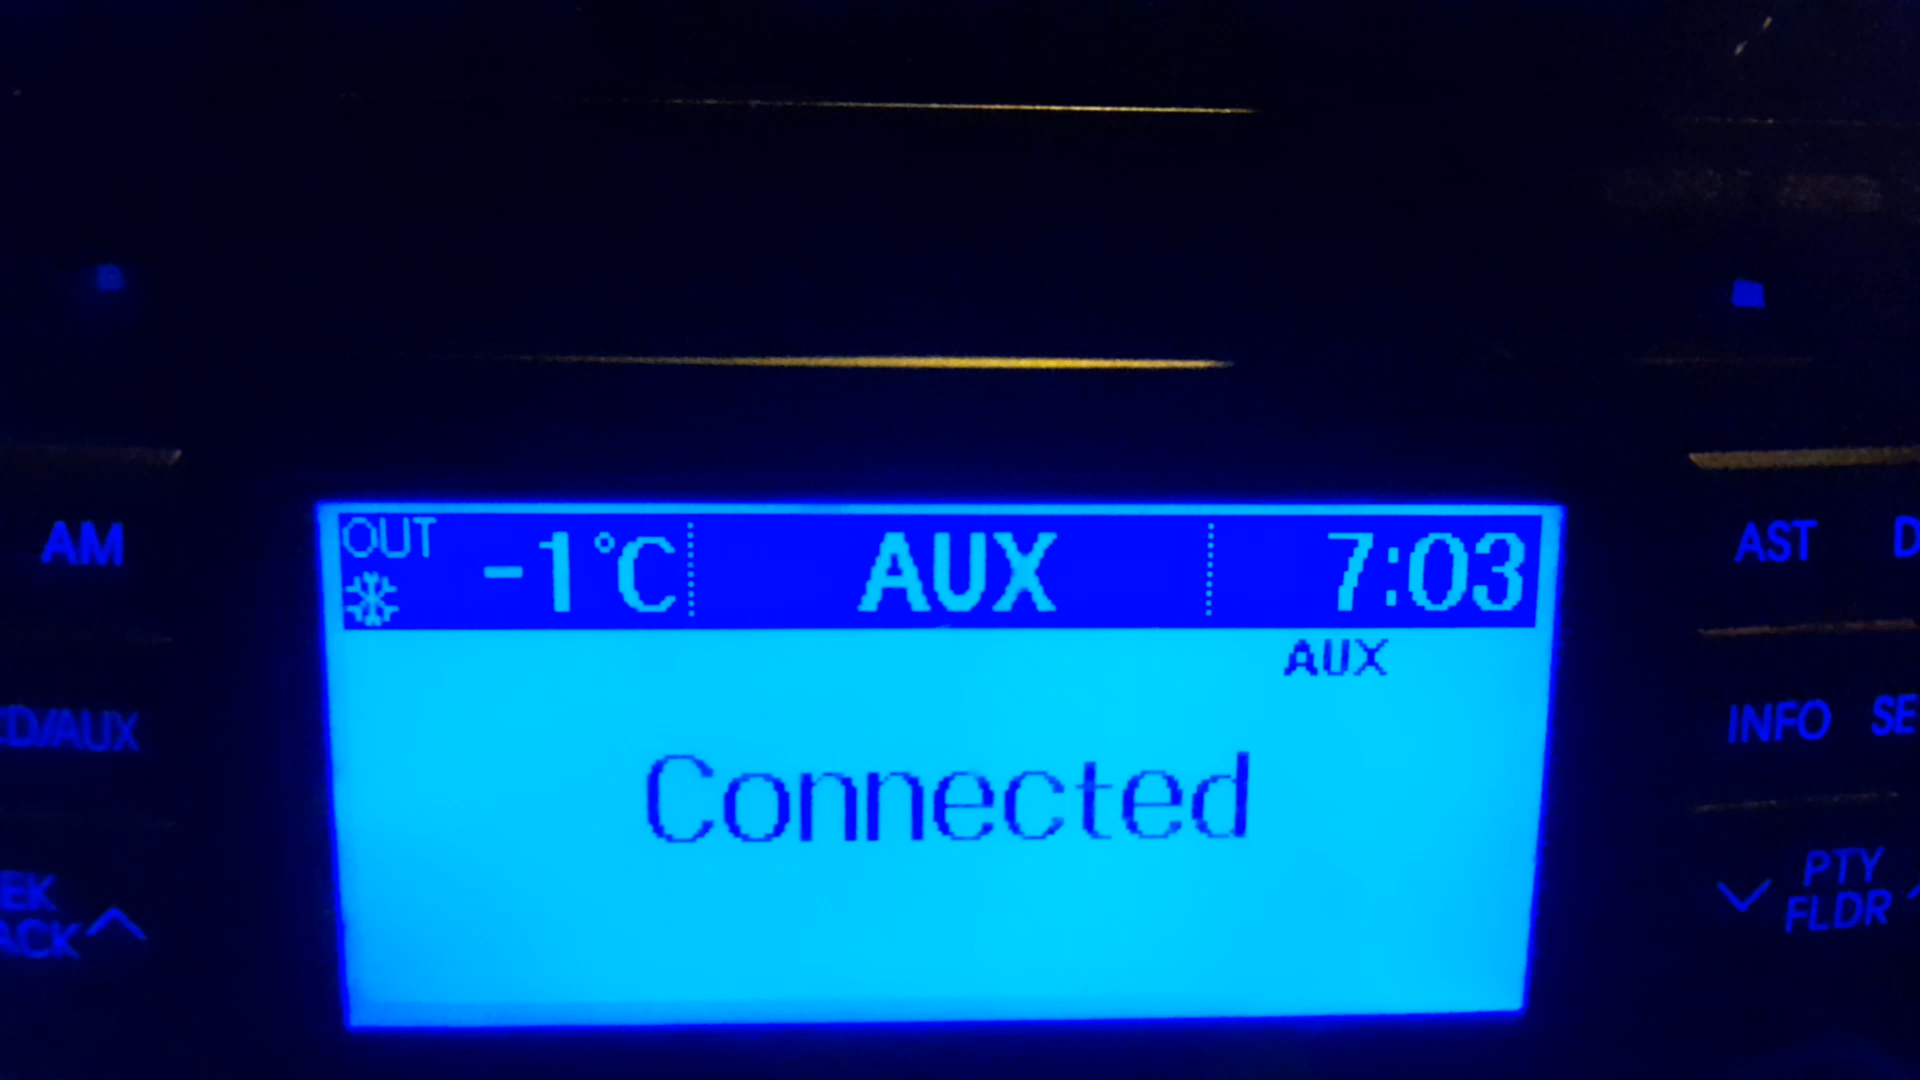 OUT
-1°C
AUX
7:03
AUX
Connected
AM
AST
INFO
PTY
FLDR